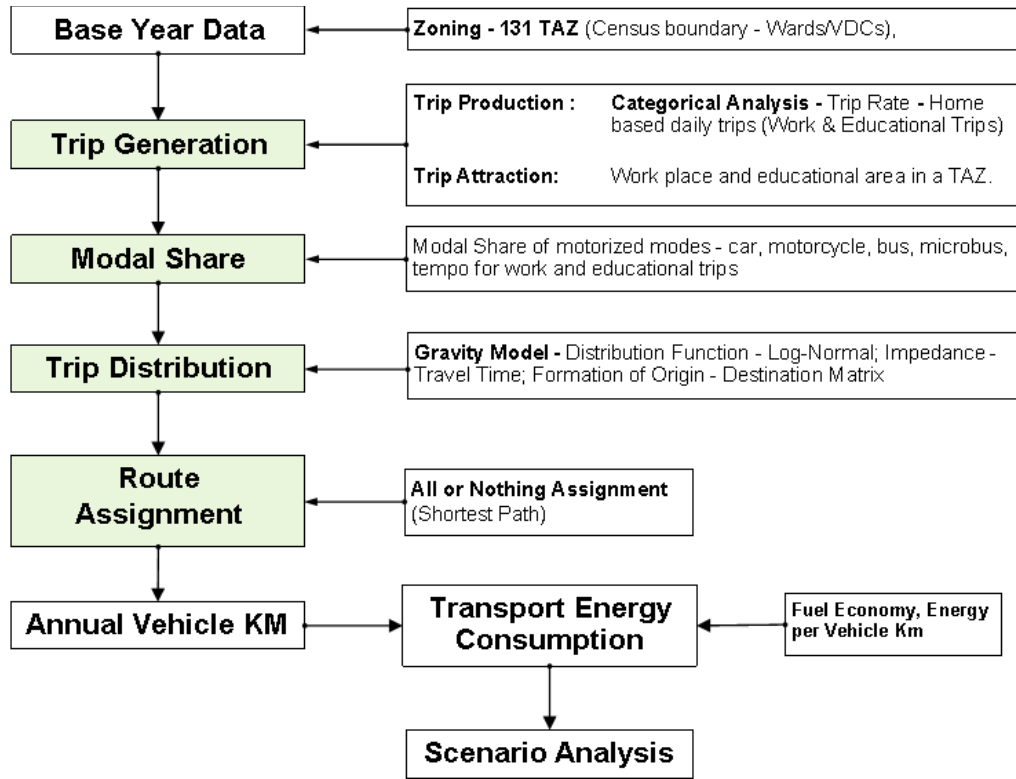 Base Year Data
Zoning - 131 TAZ (Census boundary - Wards/VDCs),
Trip Generation
Trip Production : Categorical Analysis - Trip Rate - Home
based daily trips (Work & Educational Trips)
Trip Attraction: Work place and educational area in a TAZ.
Modal Share
Modal Share of motorized modes - car, motorcycle, bus, microbus,
tempo for work and educational trips
Trip Distribution
Gravity Model - Distribution Function - Log-Normal; Impedance -
Travel Time; Formation of Origin - Destination Matrix
Route
Assignment
All or Nothing Assignment
(Shortest Path)
Annual Vehicle KM
Transport Energy
Consumption
Fuel Economy, Energy
per Vehicle Km
Scenario Analysis